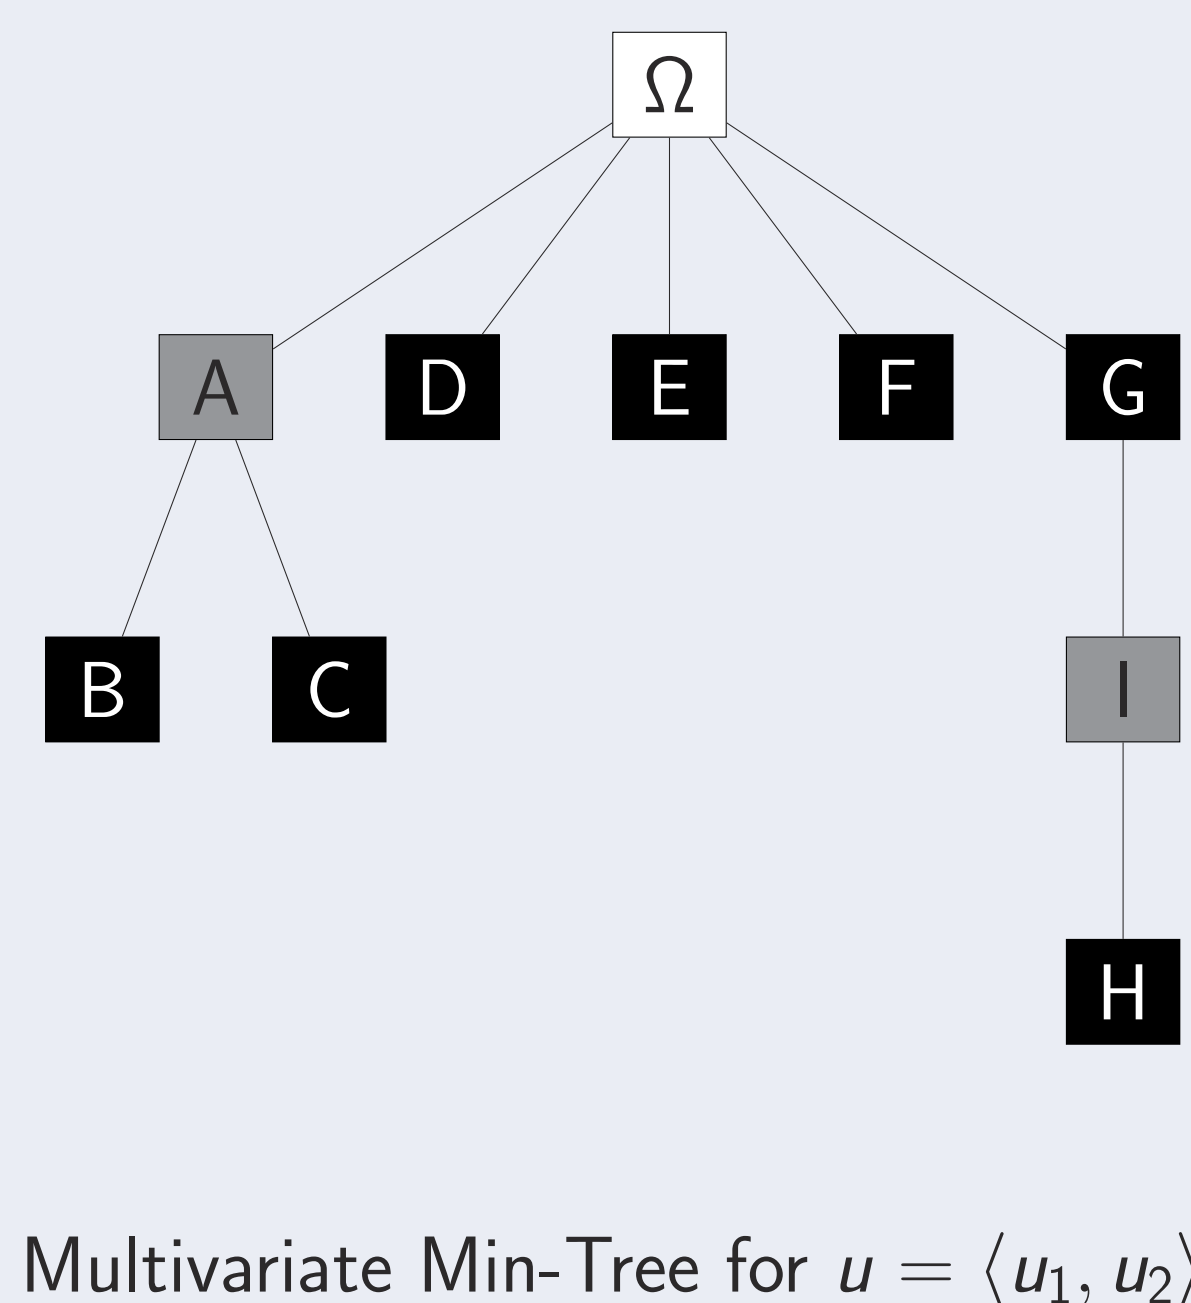 Ω
A D E F G
B C I
H
Multivariate Min-Tree for u = ⟨u₁, u₂⟩